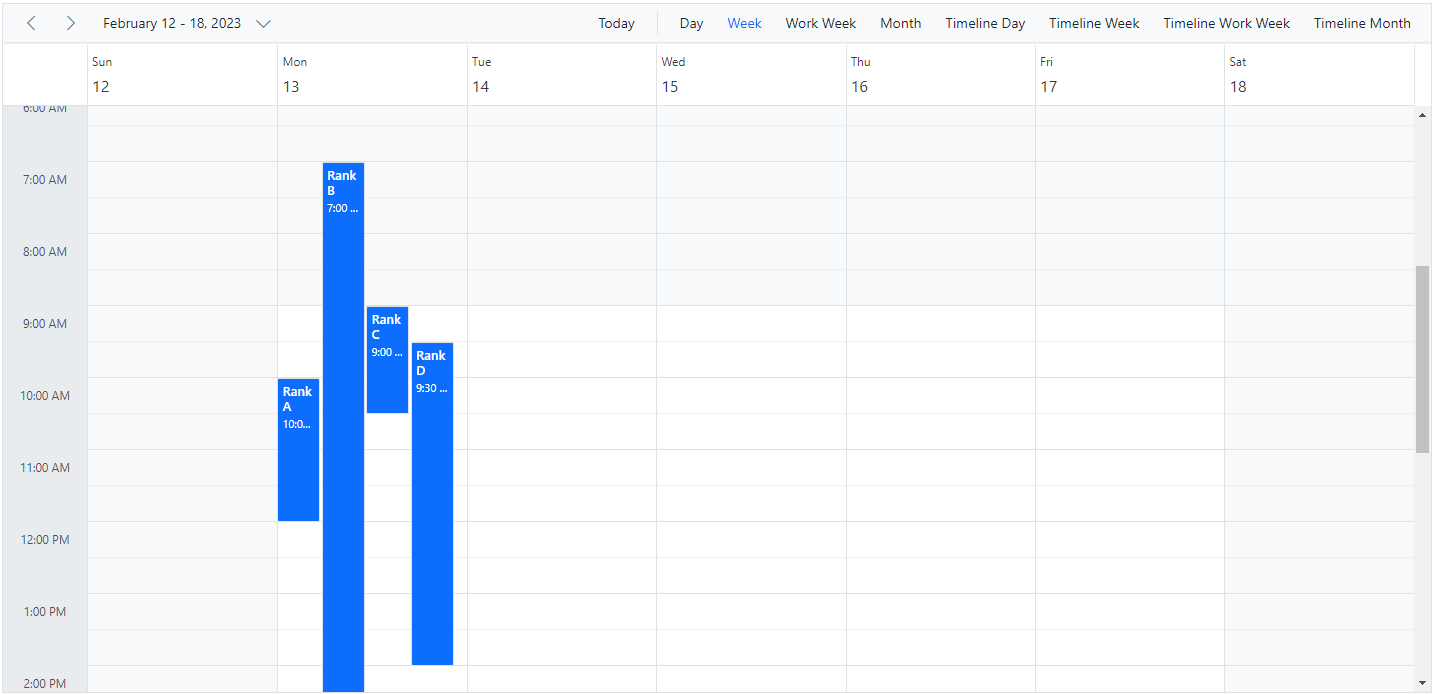 February 12 - 18, 2023 Today Day Week Work Week Month Timeline Day Timeline Week Timeline Work Week Timeline Month
Sun Mon Tue Wed Thu Fri Sat
12 13 14 15 16 17 18
6:00 AM
7:00 AM
Rank
B
7:00 ...
8:00 AM
9:00 AM
Rank
C
9:00 ...
Rank
D
9:30 ...
10:00 AM
Rank
A
10:0...
11:00 AM
12:00 PM
1:00 PM
2:00 PM